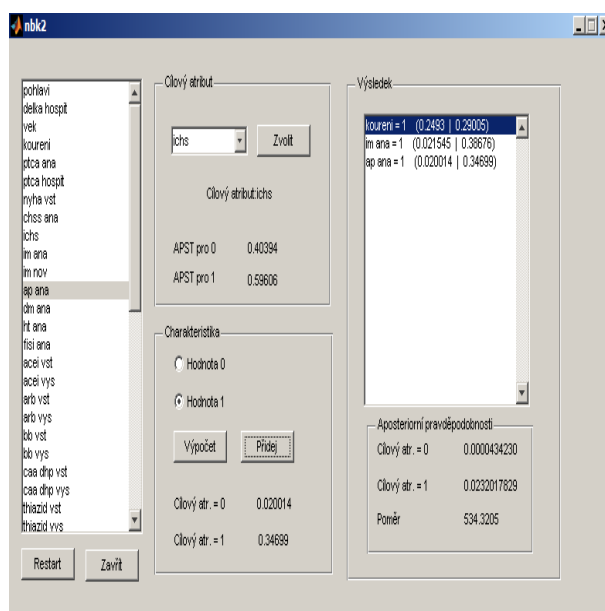 nbk2
pohlavi
delka hospit
vek
koureni
ptca ana
ptca hospit
nyha vst
chss ana
ichs
im ana
im nov
ap ana
dm ana
ht ana
fisi ana
acei vst
acei vys
arb vst
arb vys
bb vst
bb vys
caa dhp vst
caa dhp vys
thiazid vst
thiazid vys
Restart
Zavřít
Cílový atribut
ichs
Zvolit
Cílový atribut:ichs
APST pro 0 0.40394
APST pro 1 0.59606
Charakteristika
Hodnota 0
Hodnota 1
Výpočet
Přidej
Cílový atr. = 0 0.020014
Cílový atr. = 1 0.34699
Výsledek
koureni = 1 (0.2493 | 0.29005)
im ana = 1 (0.021545 | 0.38676)
ap ana = 1 (0.020014 | 0.34699)
Aposteriorní pravděpodobnosti
Cílový atr. = 0 0.0000434230
Cílový atr. = 1 0.0232017829
Poměr 534.3205